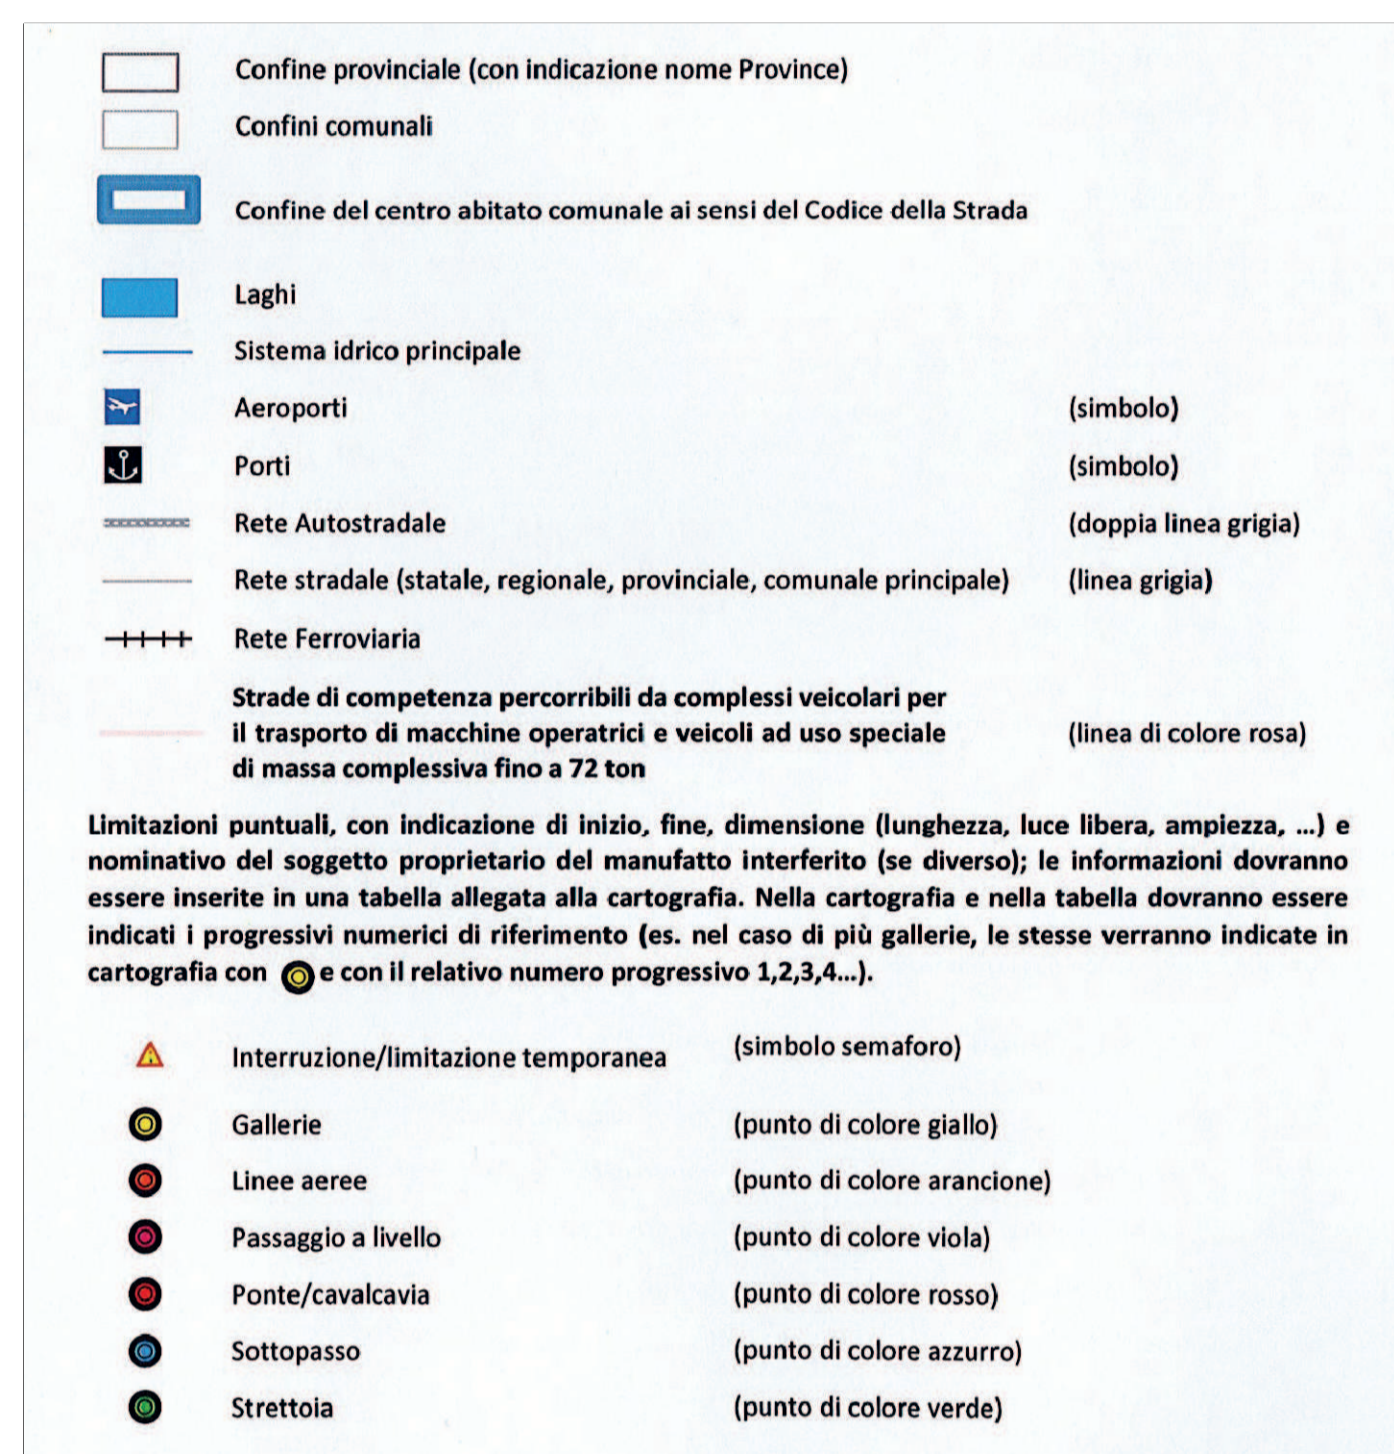 Confine provinciale (con indicazione nome Province)
Confini comunali
Confine del centro abitato comunale ai sensi del Codice della Strada
Laghi
Sistema idrico principale
Aeroporti (simbolo)
Porti (simbolo)
Rete Autostradale (doppia linea grigia)
Rete stradale (statale, regionale, provinciale, comunale principale) (linea grigia)
Rete Ferroviaria
Strade di competenza percorribili da complessi veicolari per
il trasporto di macchine operatrici e veicoli ad uso speciale (linea di colore rosa)
di massa complessiva fino a 72 ton
Limitazioni puntuali, con indicazione di inizio, fine, dimensione (lunghezza, luce libera, ampiezza, ...) e
nominativo del soggetto proprietario del manufatto interferito (se diverso); le informazioni dovranno
essere inserite in una tabella allegata alla cartografia. Nella cartografia e nella tabella dovranno essere
indicati i progressivi numerici di riferimento (es. nel caso di più gallerie, le stesse verranno indicate in
cartografia con e con il relativo numero progressivo 1,2,3,4...).
Interruzione/limitazione temporanea (simbolo semaforo)
Gallerie (punto di colore giallo)
Linee aeree (punto di colore arancione)
Passaggio a livello (punto di colore viola)
Ponte/cavalcavia (punto di colore rosso)
Sottopasso (punto di colore azzurro)
Strettoia (punto di colore verde)